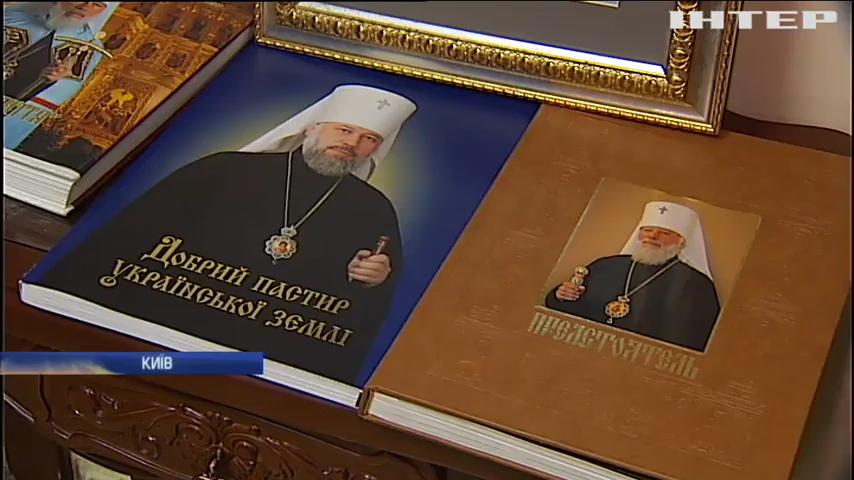 ІНТЕР
Добрий пастир
української землі
Предстоятель
КИЇВ